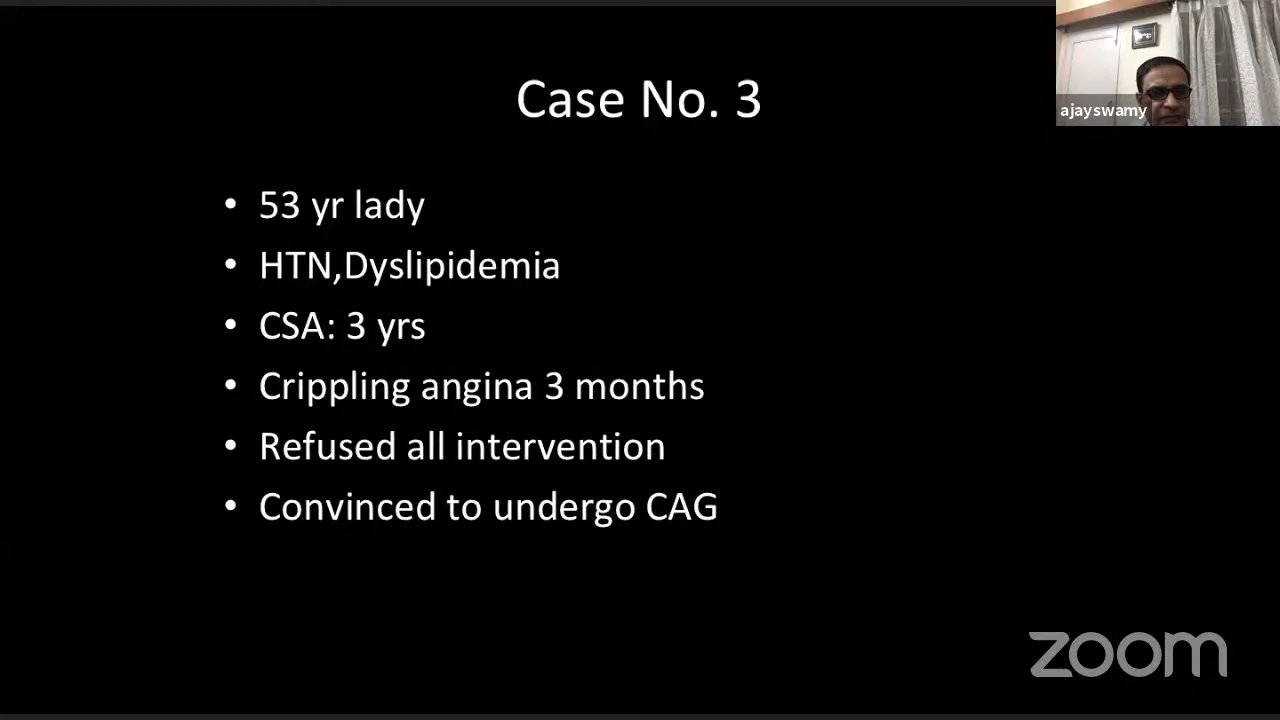 Case No. 3
ajayswamy
• 53 yr lady
• HTN,Dyslipidemia
• CSA: 3 yrs
• Crippling angina 3 months
• Refused all intervention
• Convinced to undergo CAG
zoom